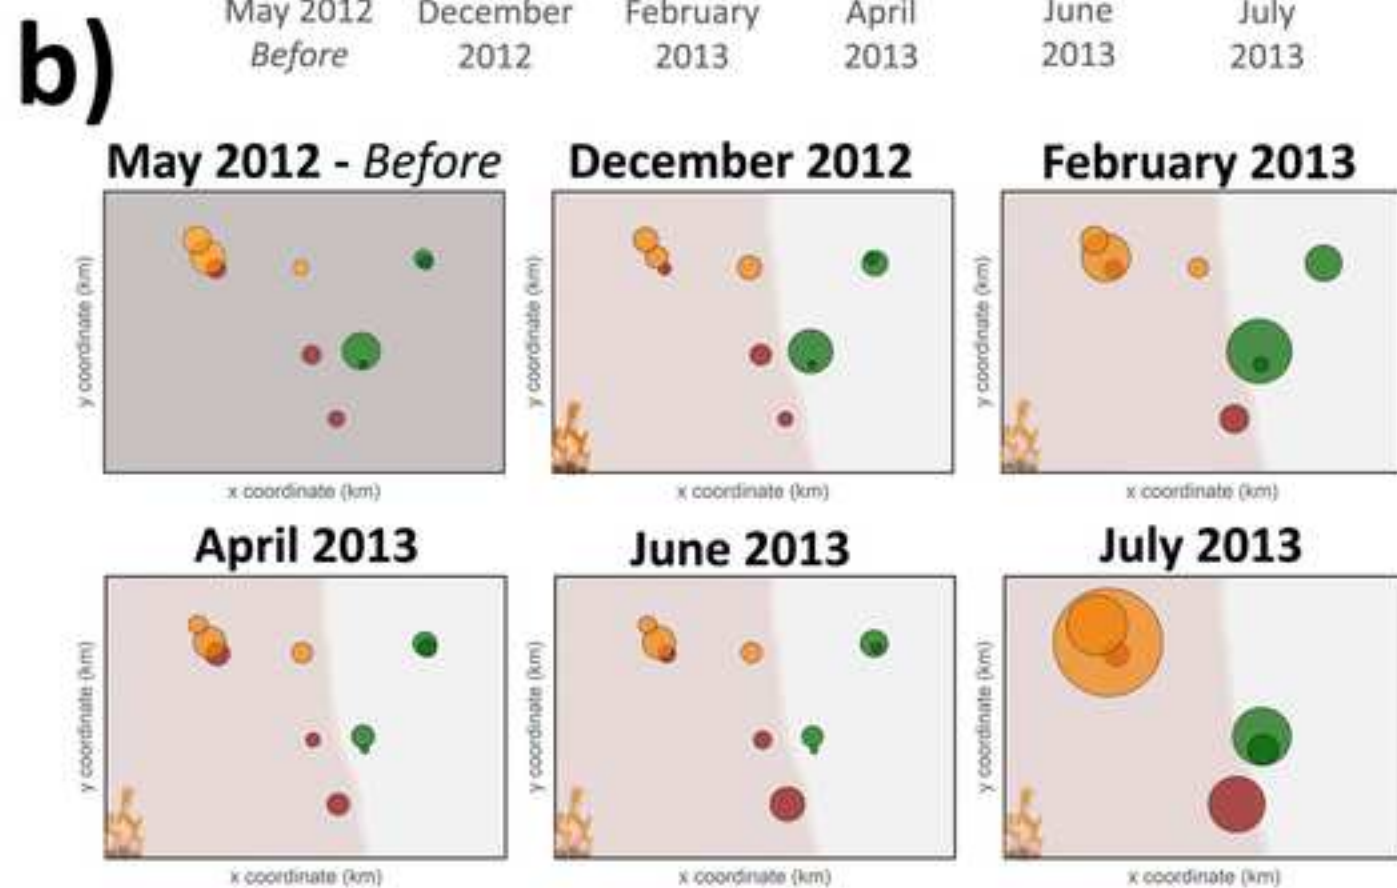 b)
May 2012 December February April June July
Before 2012 2013 2013 2013 2013
May 2012 - Before December 2012 February 2013
y coordinate (km) y coordinate (km) y coordinate (km)
x coordinate (km) x coordinate (km) x coordinate (km)
April 2013 June 2013 July 2013
y coordinate (km) y coordinate (km) y coordinate (km)
x coordinate (km) x coordinate (km) x coordinate (km)